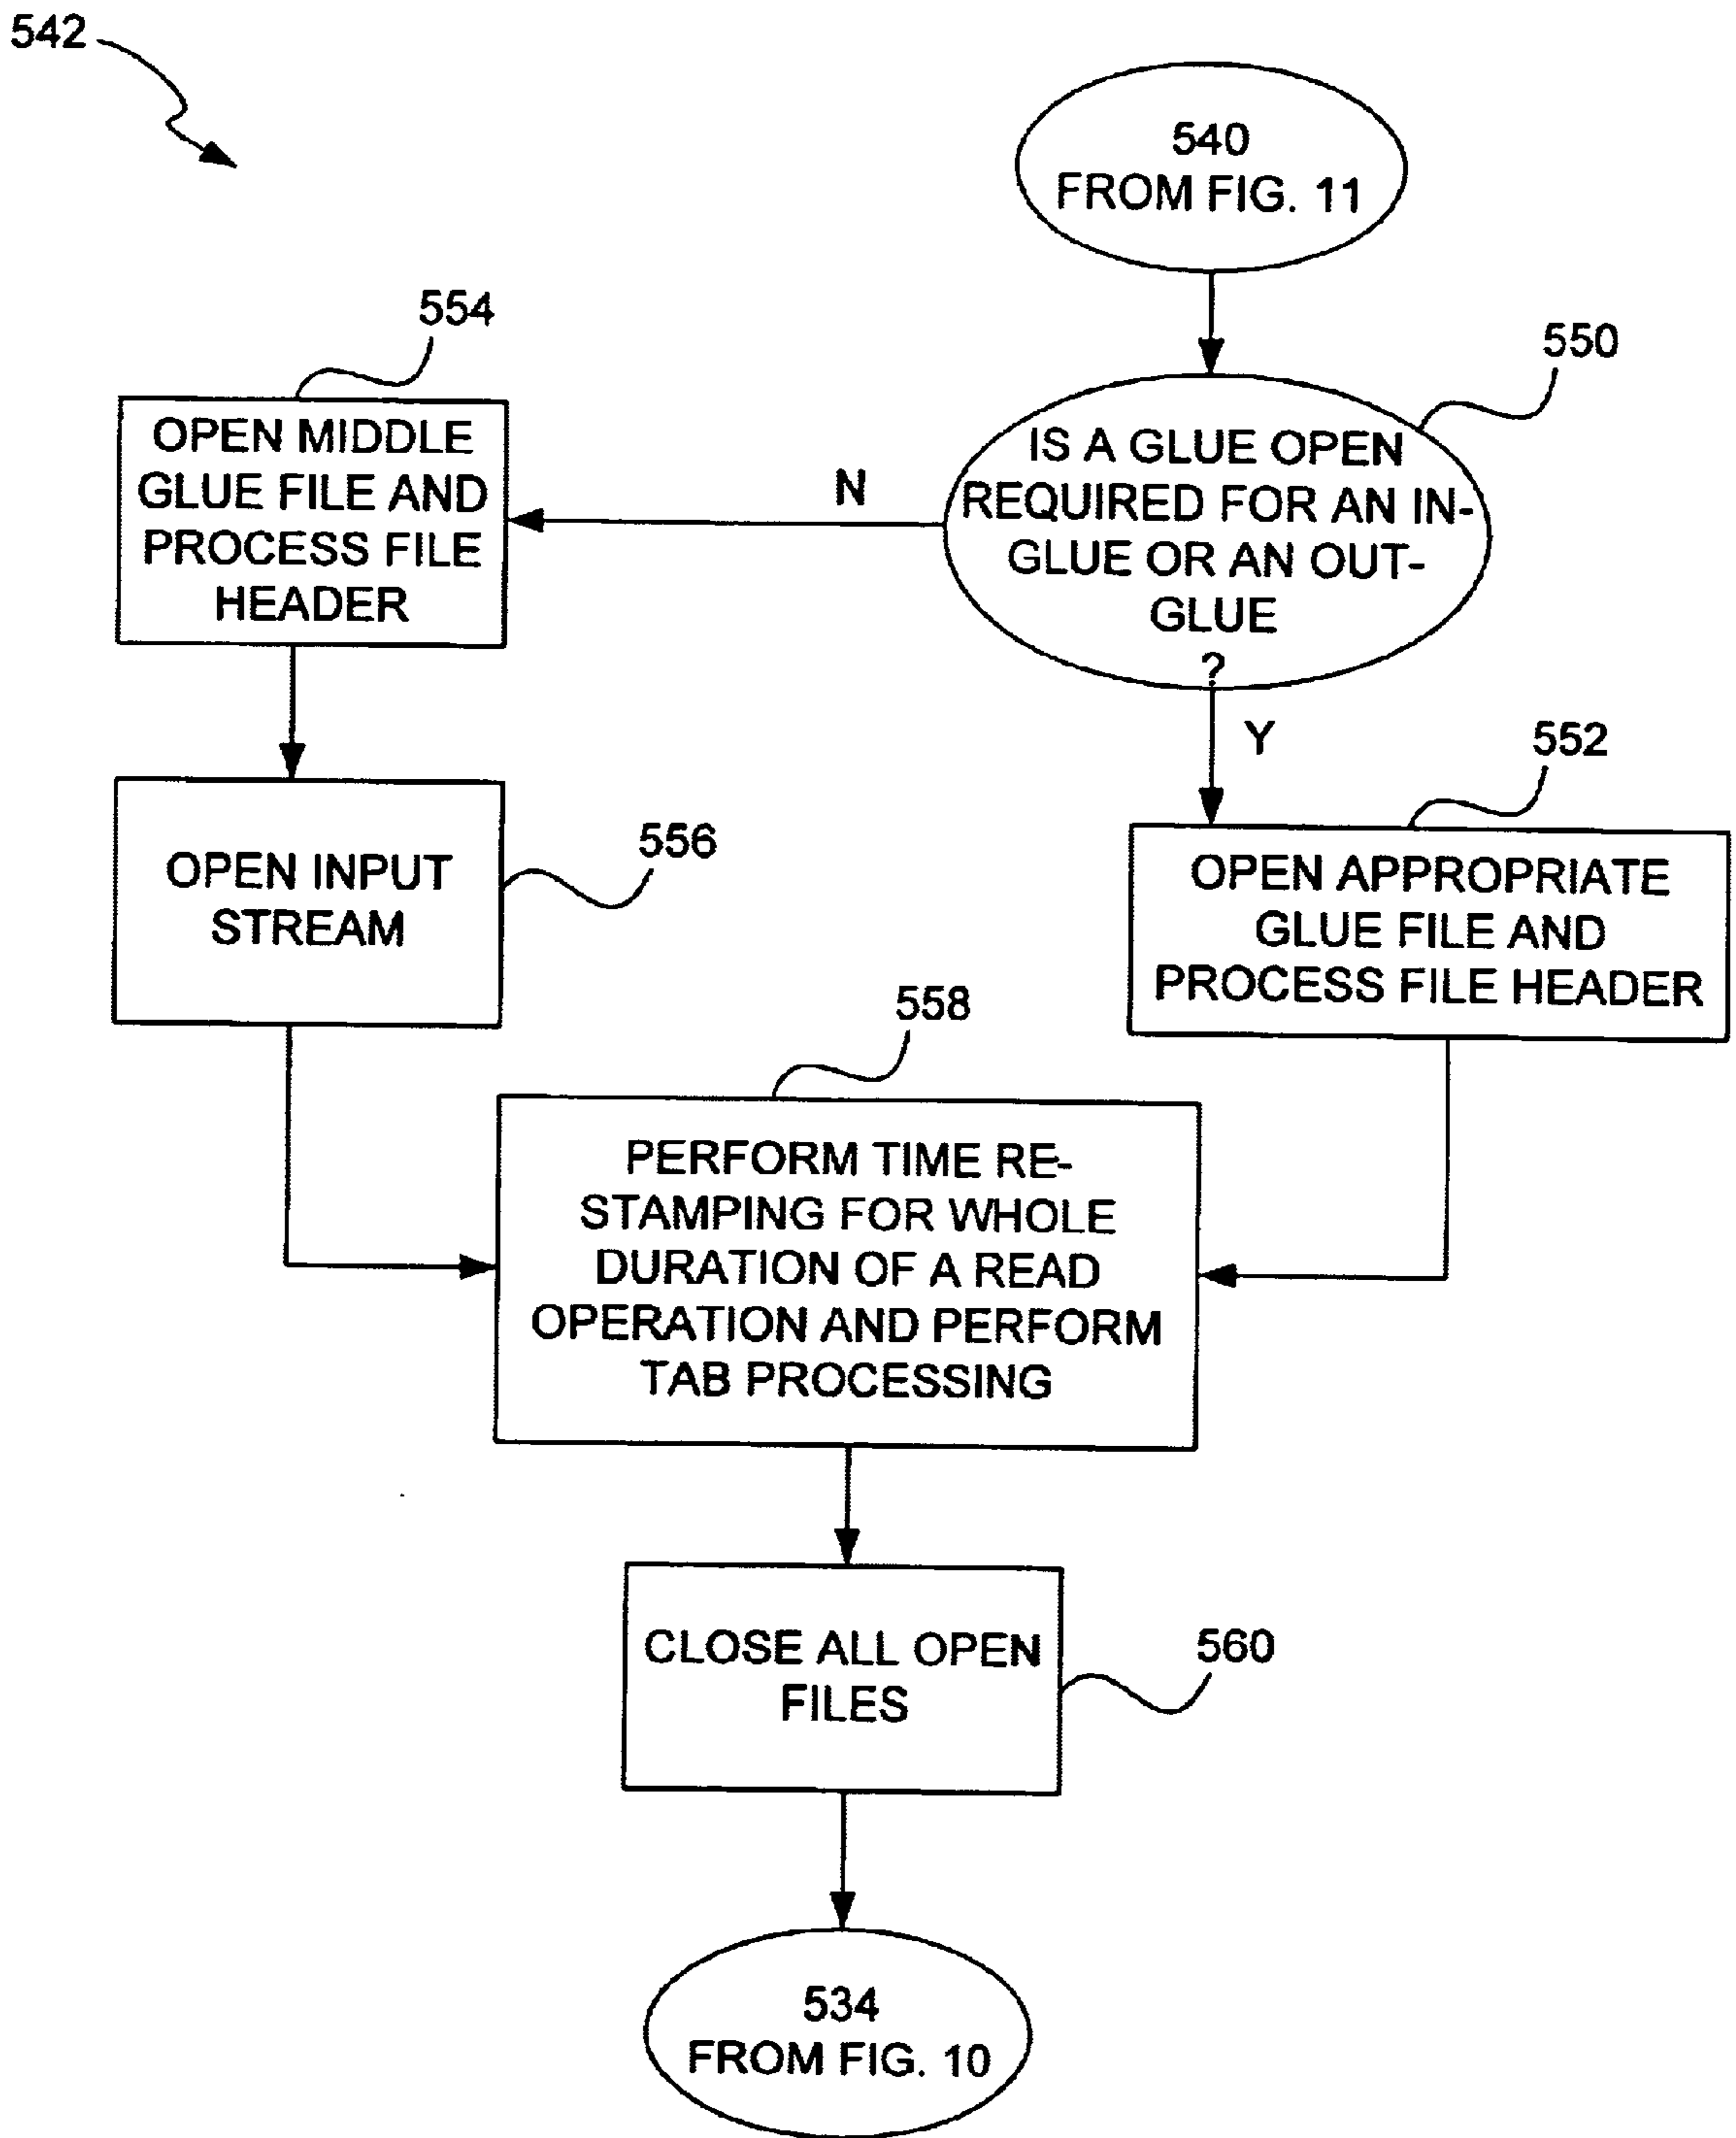 542
540
FROM FIG. 11
550
IS A GLUE OPEN
REQUIRED FOR AN IN-
GLUE OR AN OUT-
GLUE
?
N
Y
554
OPEN MIDDLE
GLUE FILE AND
PROCESS FILE
HEADER
552
OPEN APPROPRIATE
GLUE FILE AND
PROCESS FILE HEADER
556
OPEN INPUT
STREAM
558
PERFORM TIME RE-
STAMPING FOR WHOLE
DURATION OF A READ
OPERATION AND PERFORM
TAB PROCESSING
560
CLOSE ALL OPEN
FILES
534
FROM FIG. 10